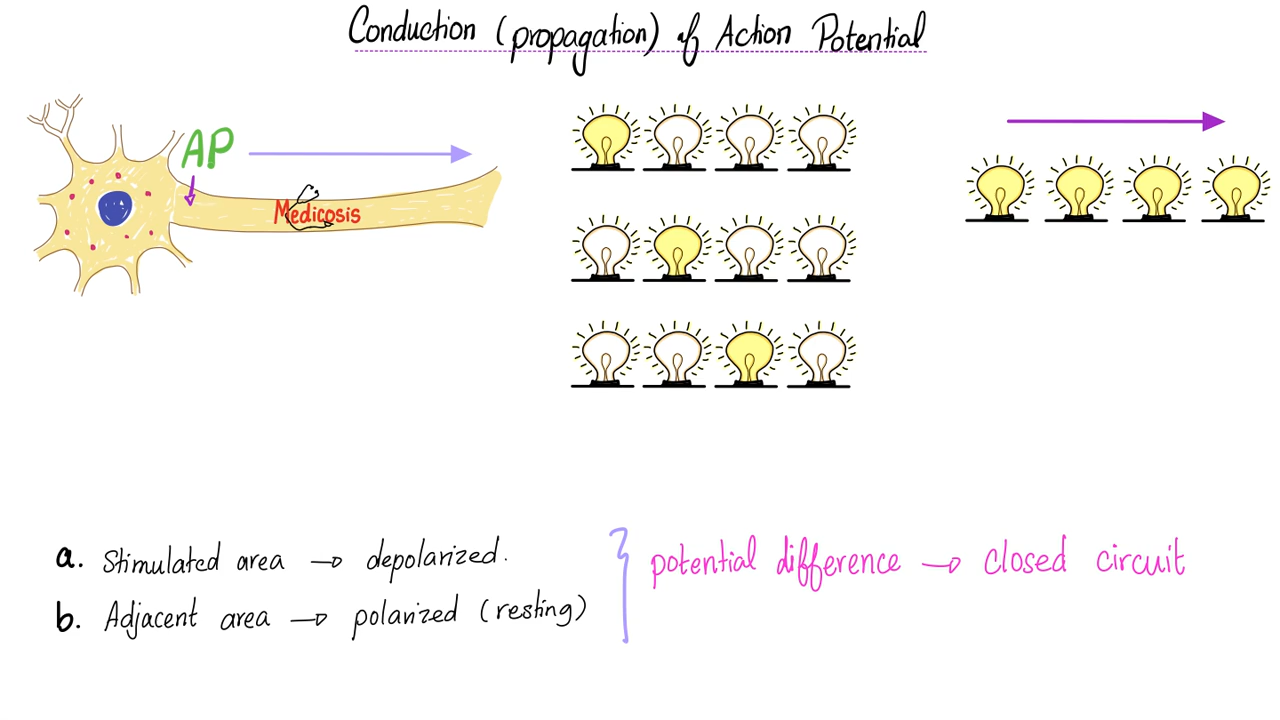 Conduction (propagation) of Action Potential
AP
Medicosis
a. Stimulated area → depolarized.
b. Adjacent area → polarized (resting)
potential difference → closed circuit